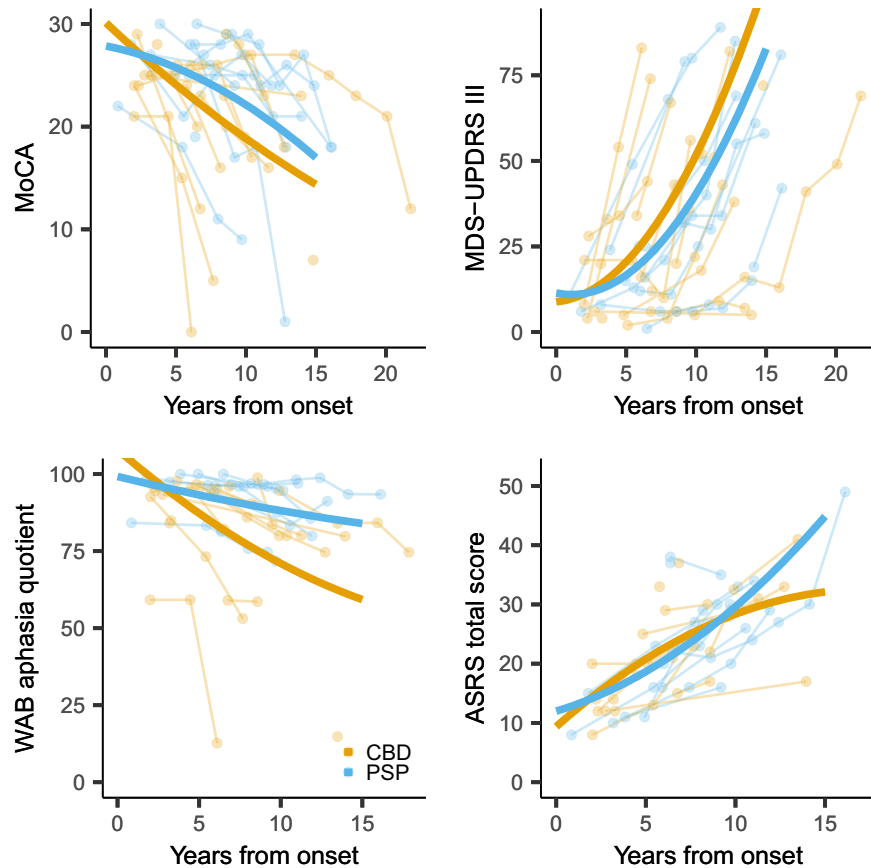 MoCA
30
20
10
0
0 5 10 15 20
Years from onset
MDS−UPDRS III
75
50
25
0
0 5 10 15 20
Years from onset
WAB aphasia quotient
100
75
50
25
0
CBD
PSP
0 5 10 15
Years from onset
ASRS total score
50
40
30
20
10
0
0 5 10 15
Years from onset